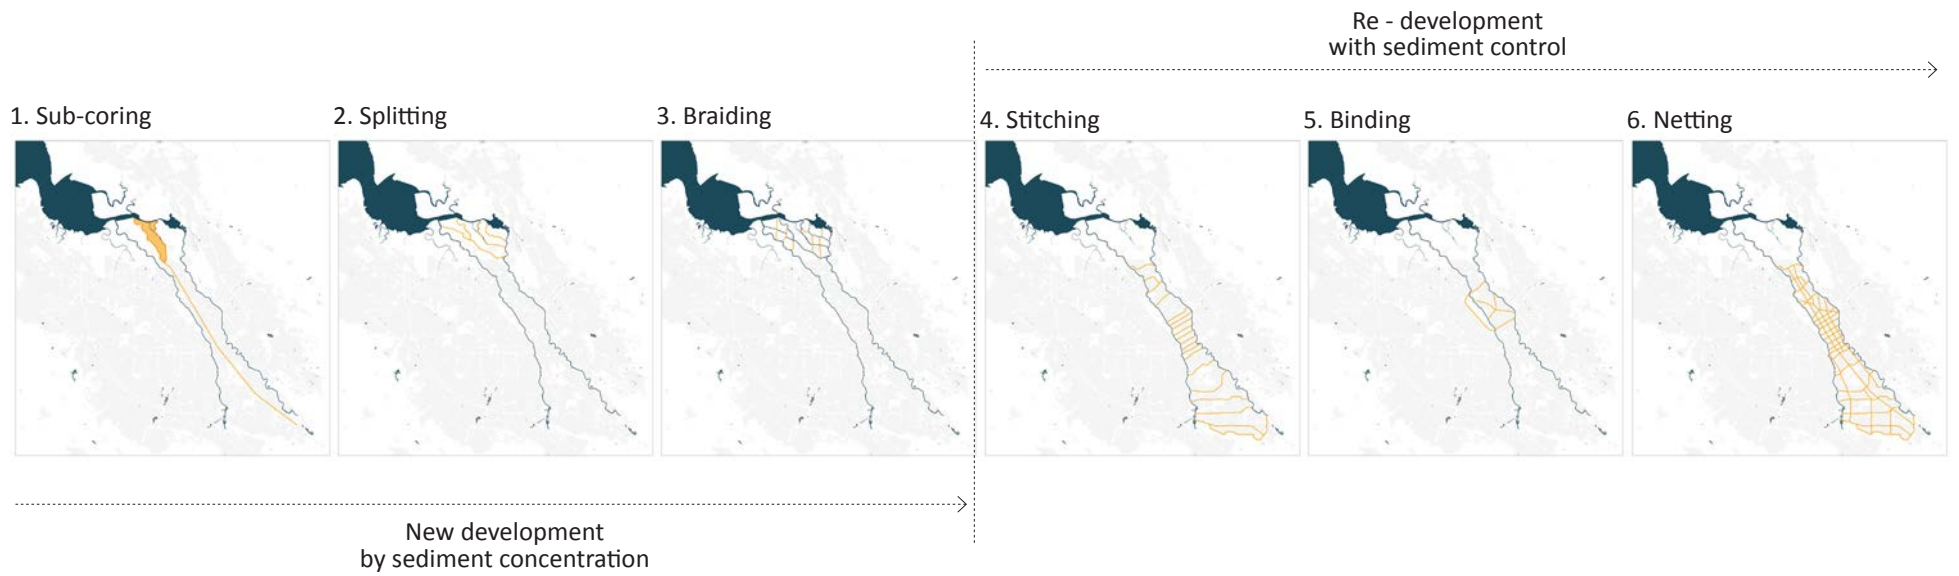 Re - development
with sediment control
1. Sub-coring
2. Splitting
3. Braiding
4. Stitching
5. Binding
6. Netting
New development
by sediment concentration